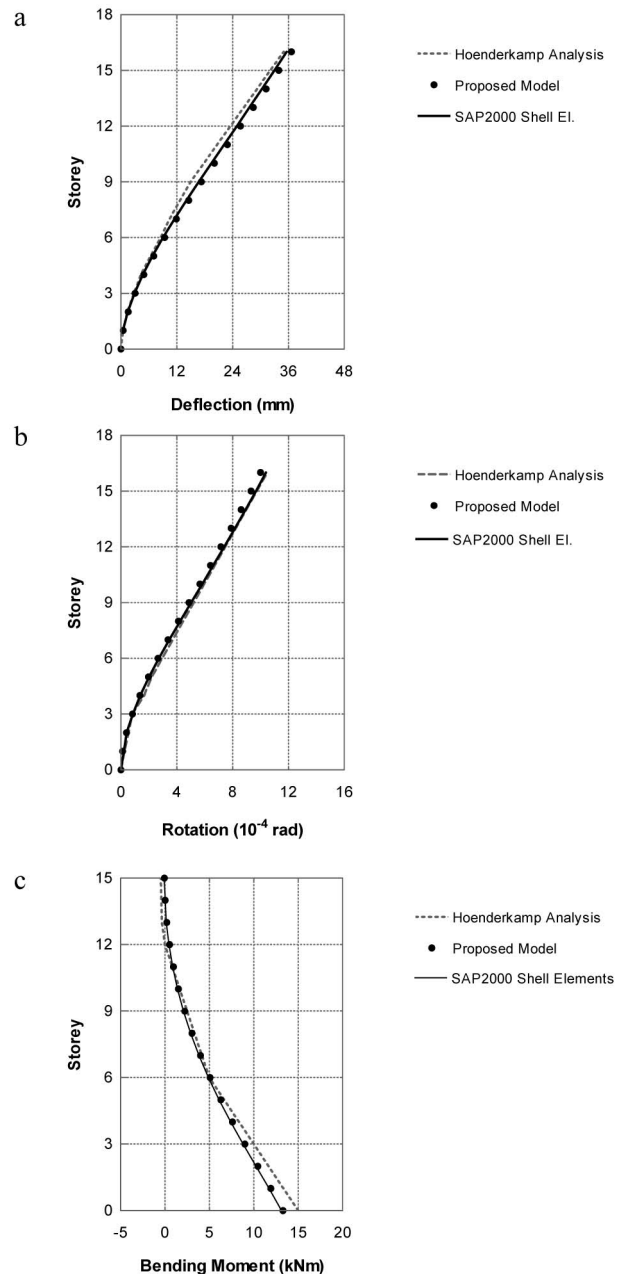 a
18
15
12
9
6
3
0
Storey
0 12 24 36 48
Deflection (mm)
Hoenderkamp Analysis
Proposed Model
SAP2000 Shell El.
b
18
15
12
9
6
3
0
Storey
0 4 8 12 16
Rotation (10⁻⁴ rad)
Hoenderkamp Analysis
Proposed Model
SAP2000 Shell El.
c
15
12
9
6
3
0
Storey
-5 0 5 10 15 20
Bending Moment (kNm)
Hoenderkamp Analysis
Proposed Model
SAP2000 Shell Elements